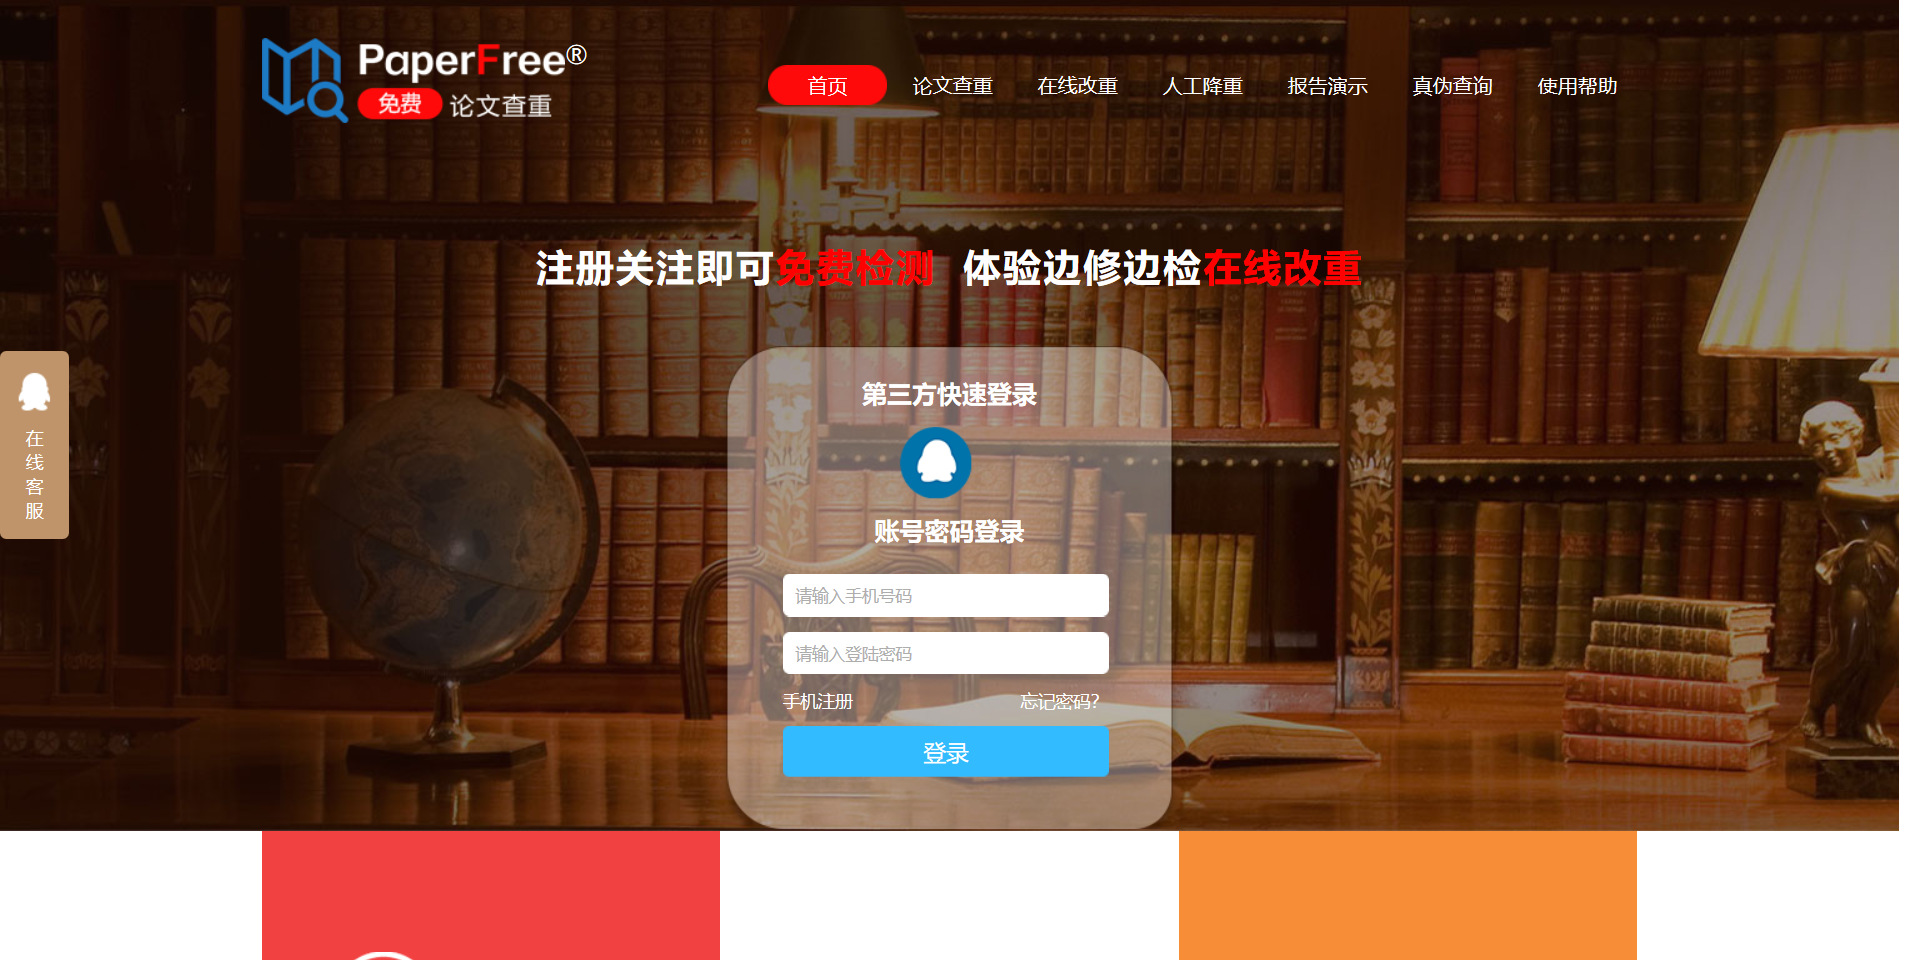 PaperFree®
免费 论文查重
首页 论文查重 在线改重 人工降重 报告演示 真伪查询 使用帮助
注册关注即可免费检测 体验边修边检在线改重
第三方快速登录
账号密码登录
请输入手机号码
请输入登陆密码
手机注册 忘记密码?
登录
在线客服